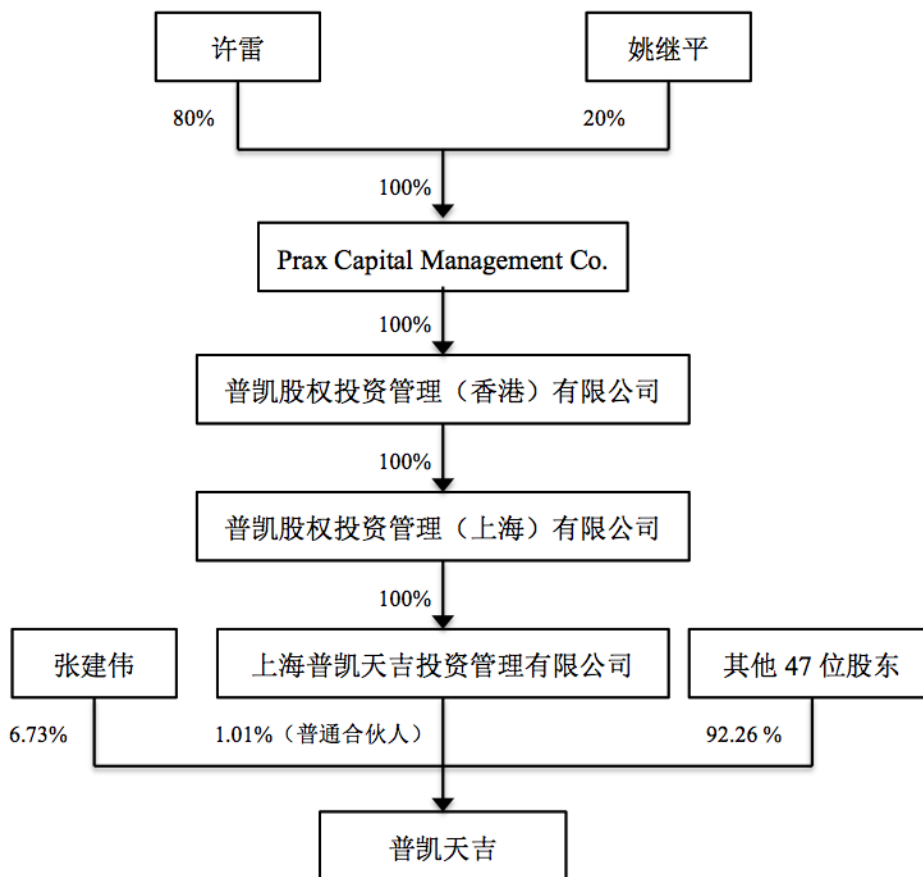 许雷
姚继平
80%
20%
100%
Prax Capital Management Co.
100%
普凯股权投资管理（香港）有限公司
100%
普凯股权投资管理（上海）有限公司
100%
张建伟
上海普凯天吉投资管理有限公司
其他 47 位股东
6.73%
1.01%（普通合伙人）
92.26 %
普凯天吉